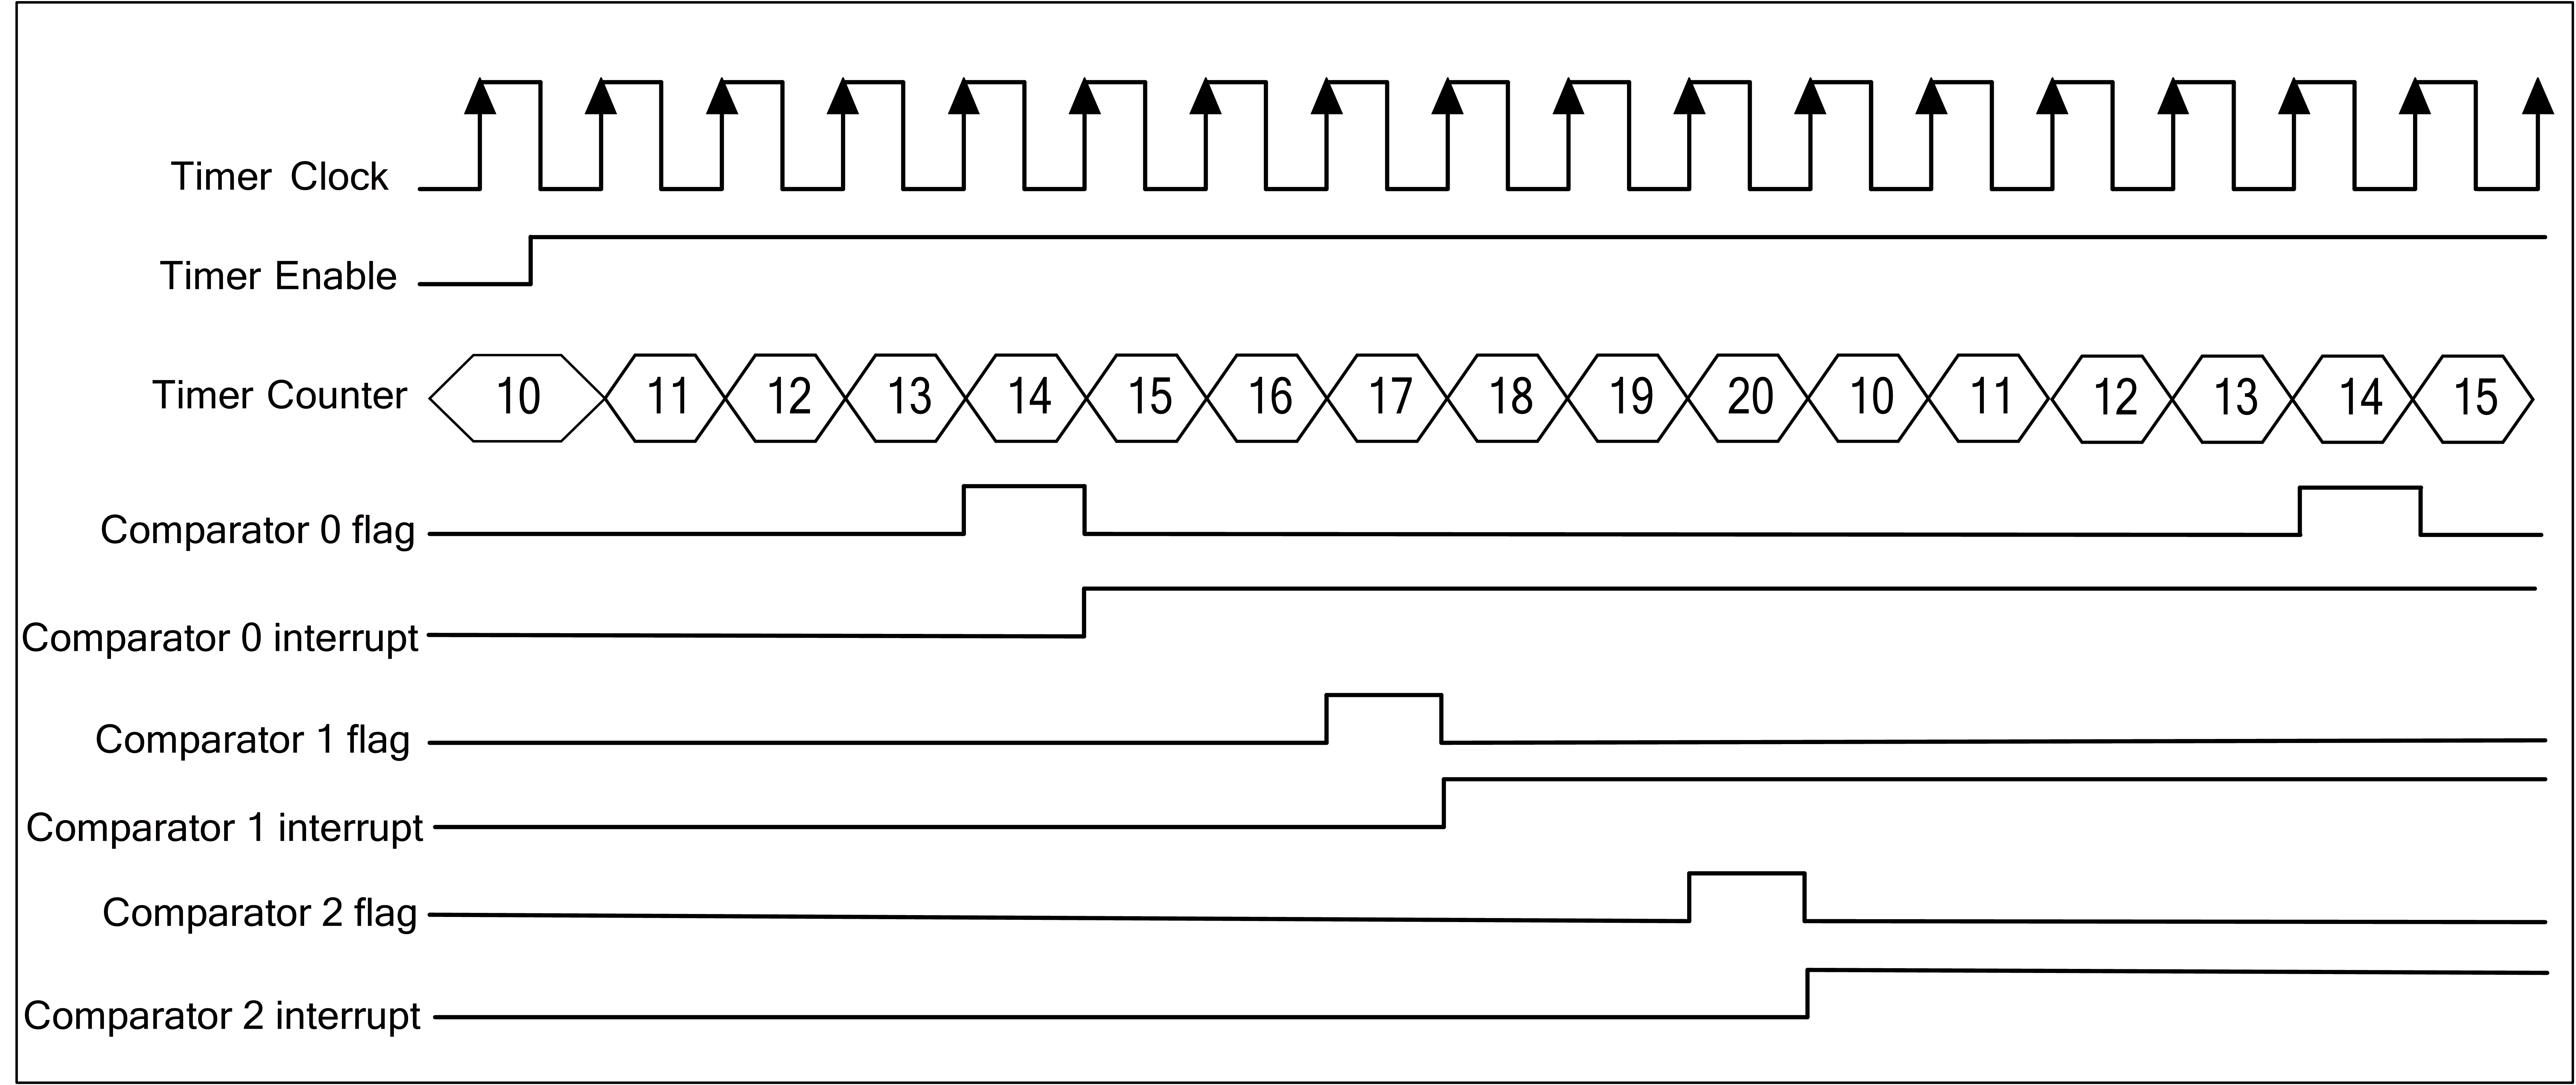 Timer Clock
Timer Enable
Timer Counter 10 11 12 13 14 15 16 17 18 19 20 10 11 12 13 14 15
Comparator 0 flag
Comparator 0 interrupt
Comparator 1 flag
Comparator 1 interrupt
Comparator 2 flag
Comparator 2 interrupt